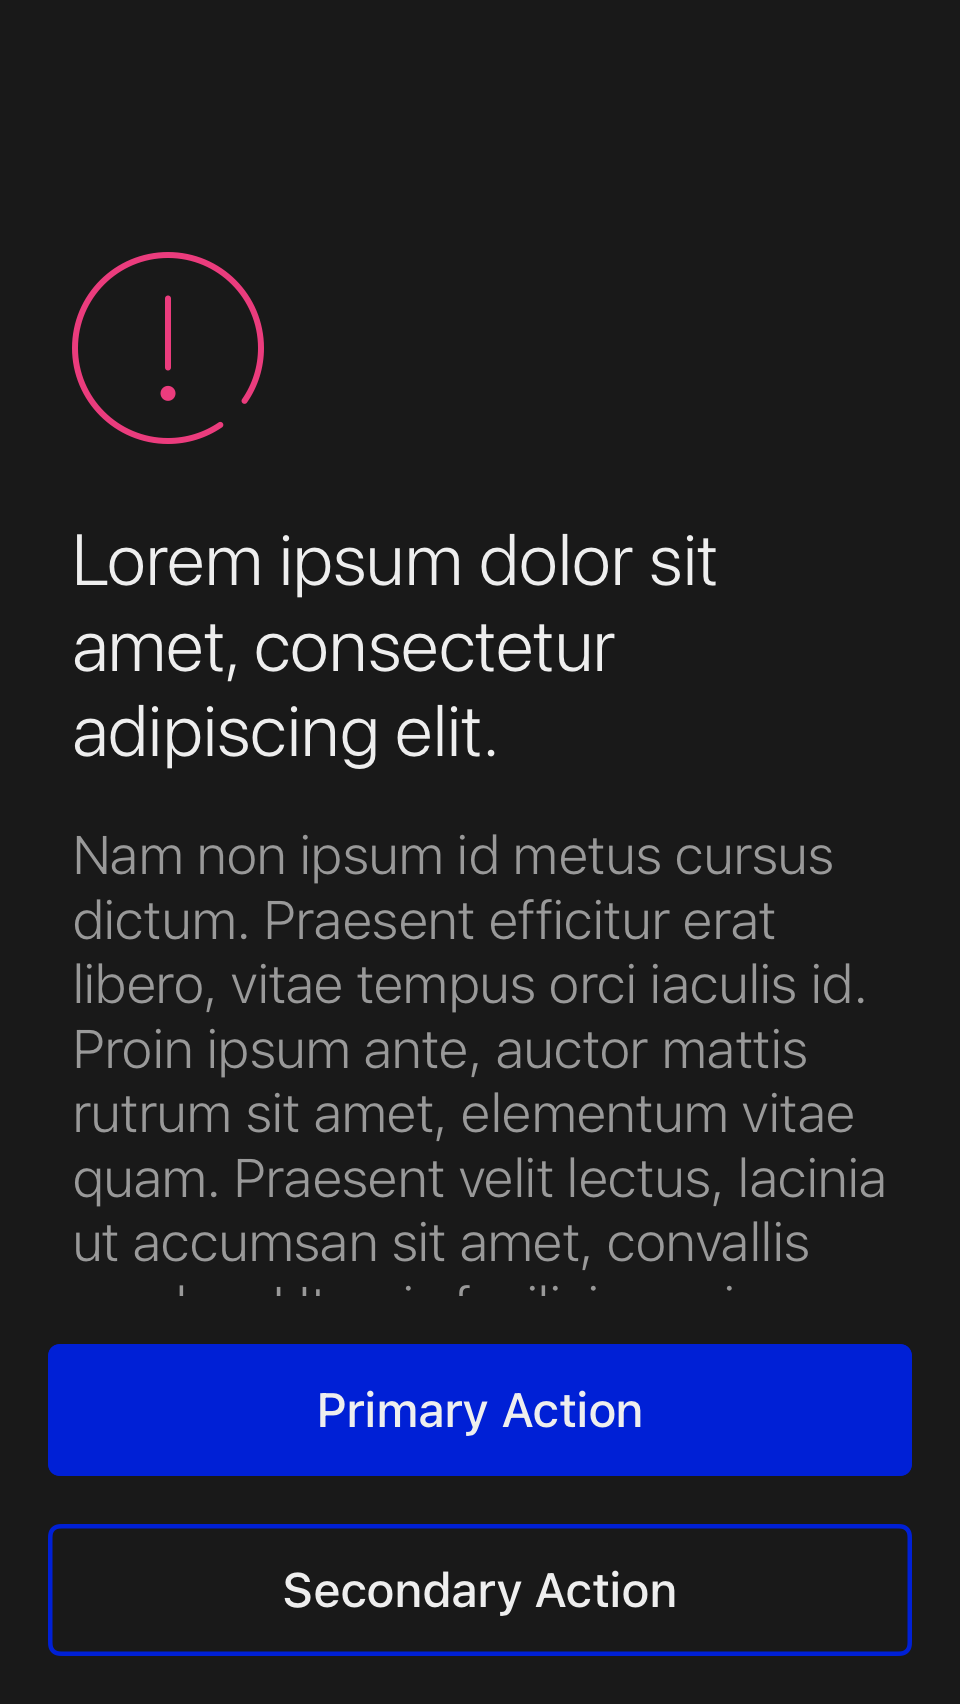 Lorem ipsum dolor sit
amet, consectetur
adipiscing elit.
Nam non ipsum id metus cursus
dictum. Praesent efficitur erat
libero, vitae tempus orci iaculis id.
Proin ipsum ante, auctor mattis
rutrum sit amet, elementum vitae
quam. Praesent velit lectus, lacinia
ut accumsan sit amet, convallis
Primary Action
Secondary Action